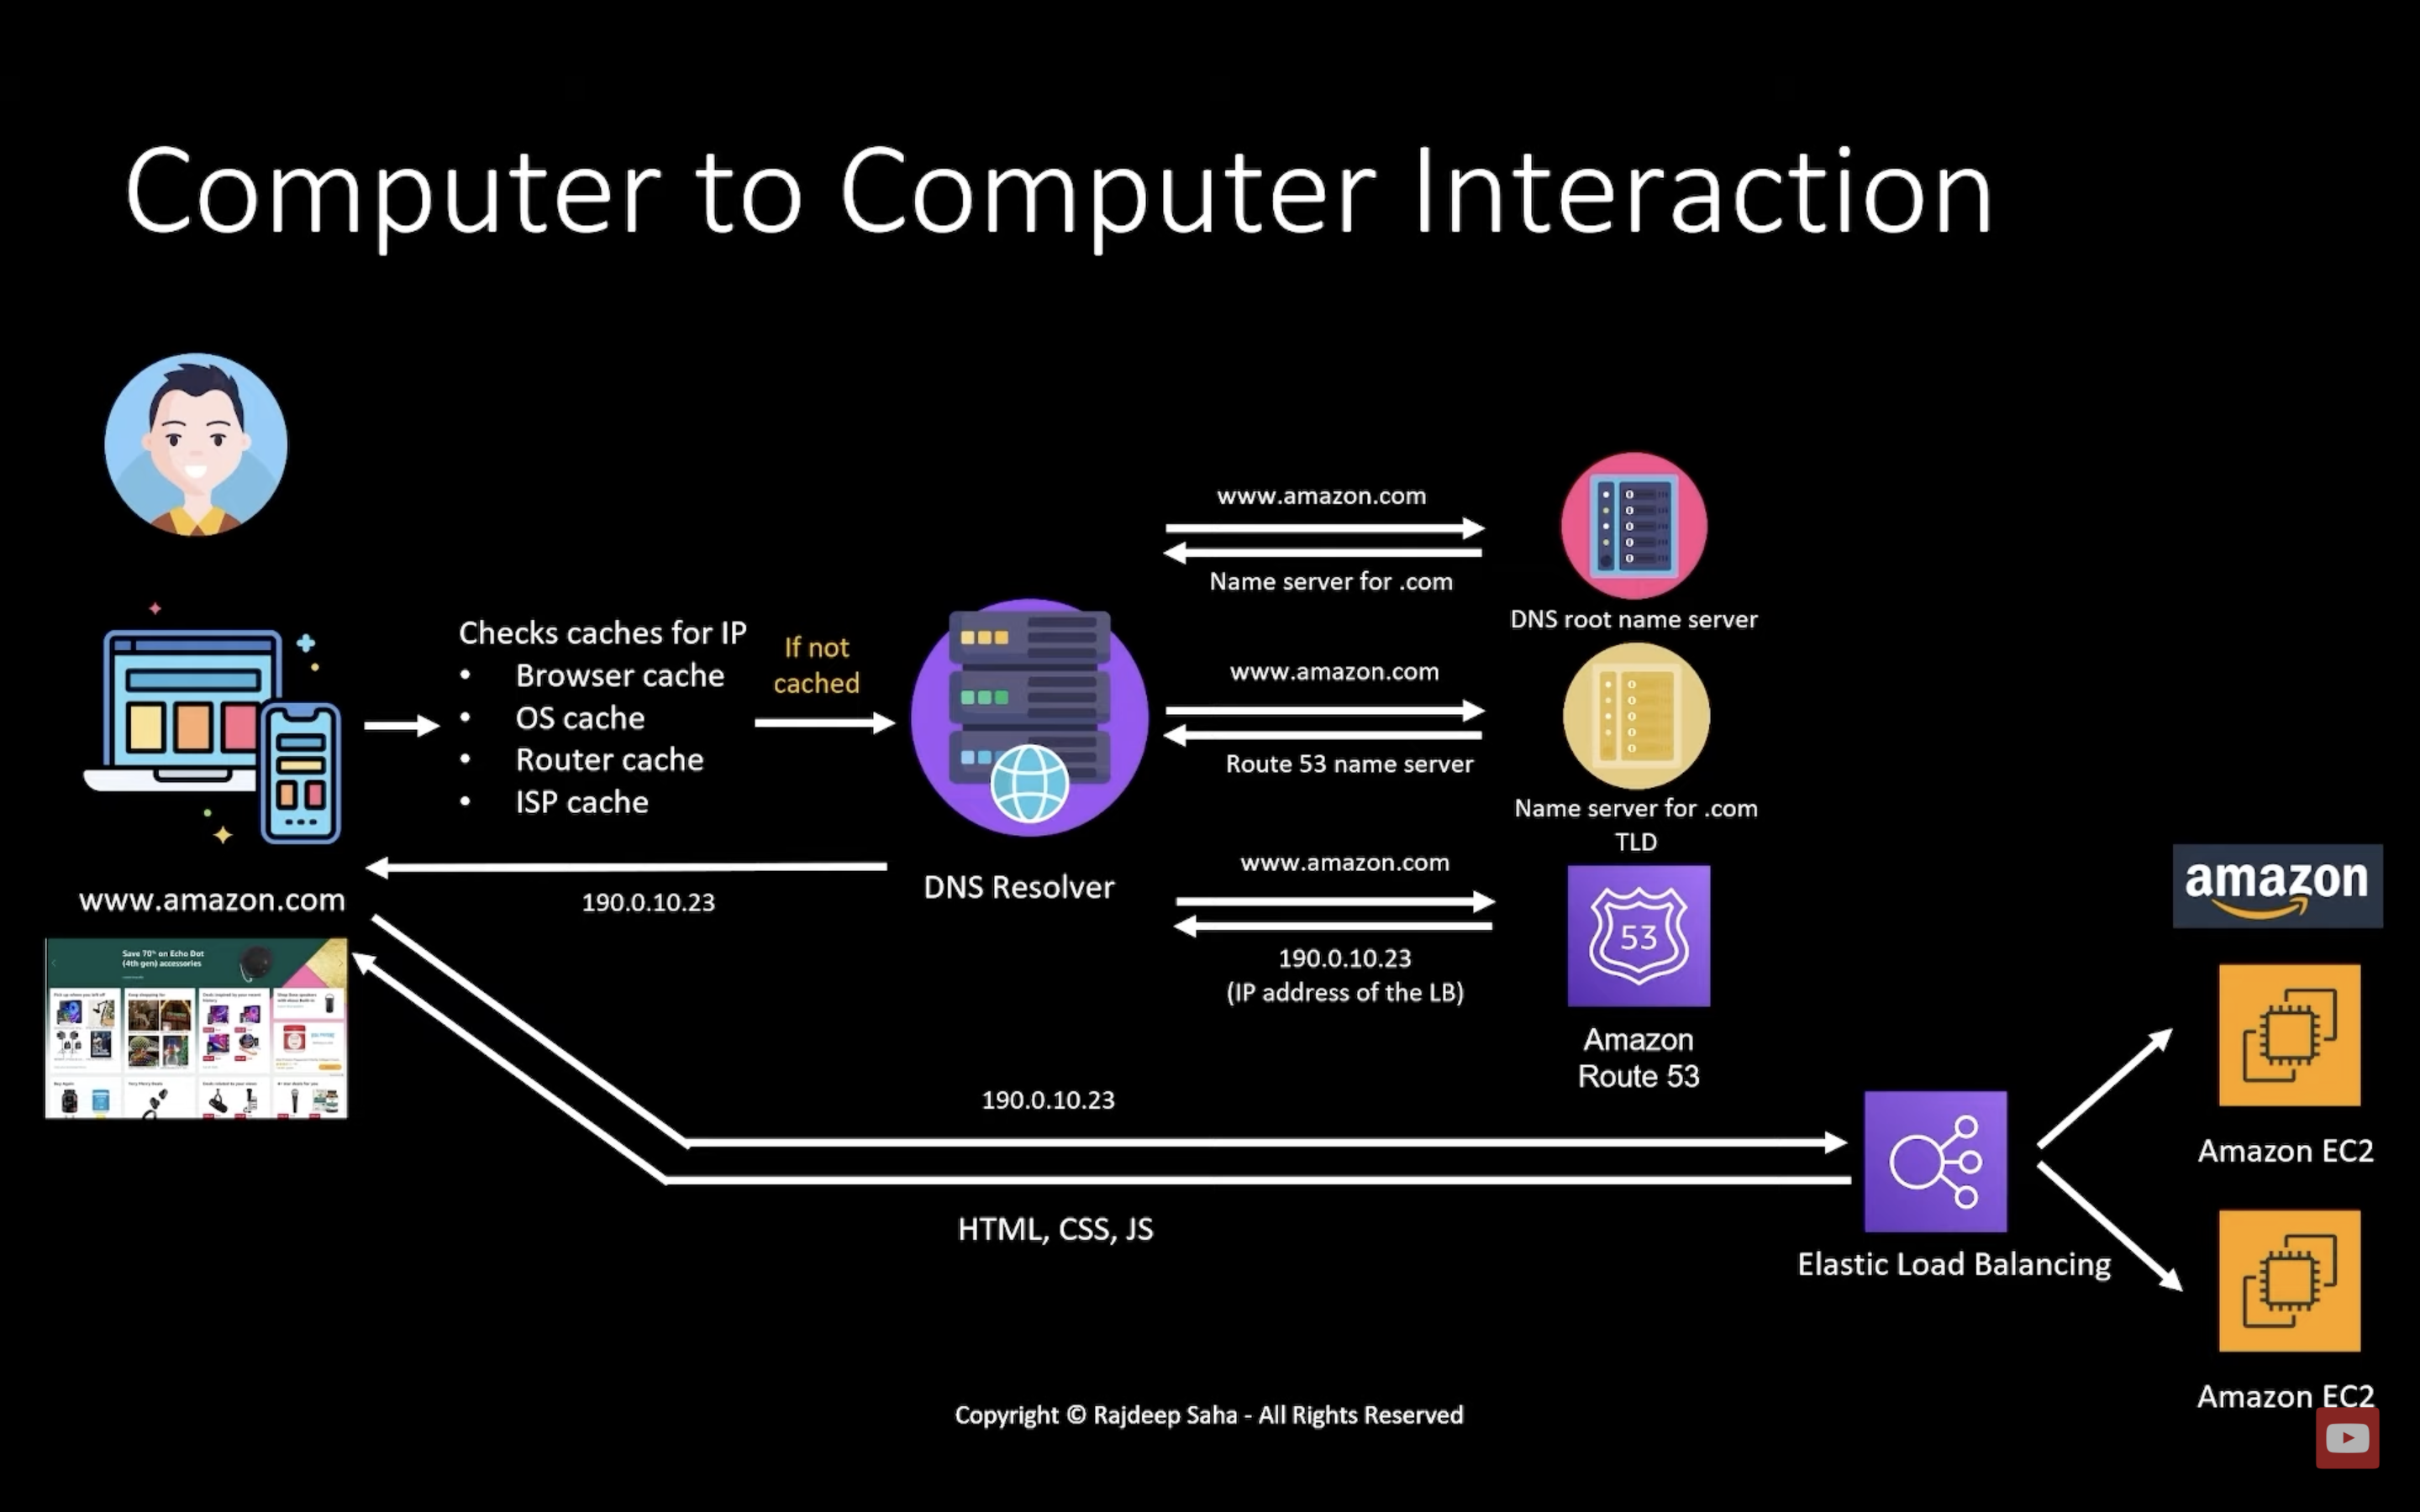 Computer to Computer Interaction
www.amazon.com
Name server for .com
DNS root name server
Checks caches for IP
• Browser cache
• OS cache
• Router cache
• ISP cache
If not
cached
www.amazon.com
Route 53 name server
Name server for .com
TLD
DNS Resolver
190.0.10.23
www.amazon.com
www.amazon.com
190.0.10.23
(IP address of the LB)
53
Amazon
Route 53
amazon
Save 70% on Echo Dot
(4th gen) accessories
190.0.10.23
HTML, CSS, JS
Elastic Load Balancing
Amazon EC2
Amazon EC2
Copyright © Rajdeep Saha - All Rights Reserved